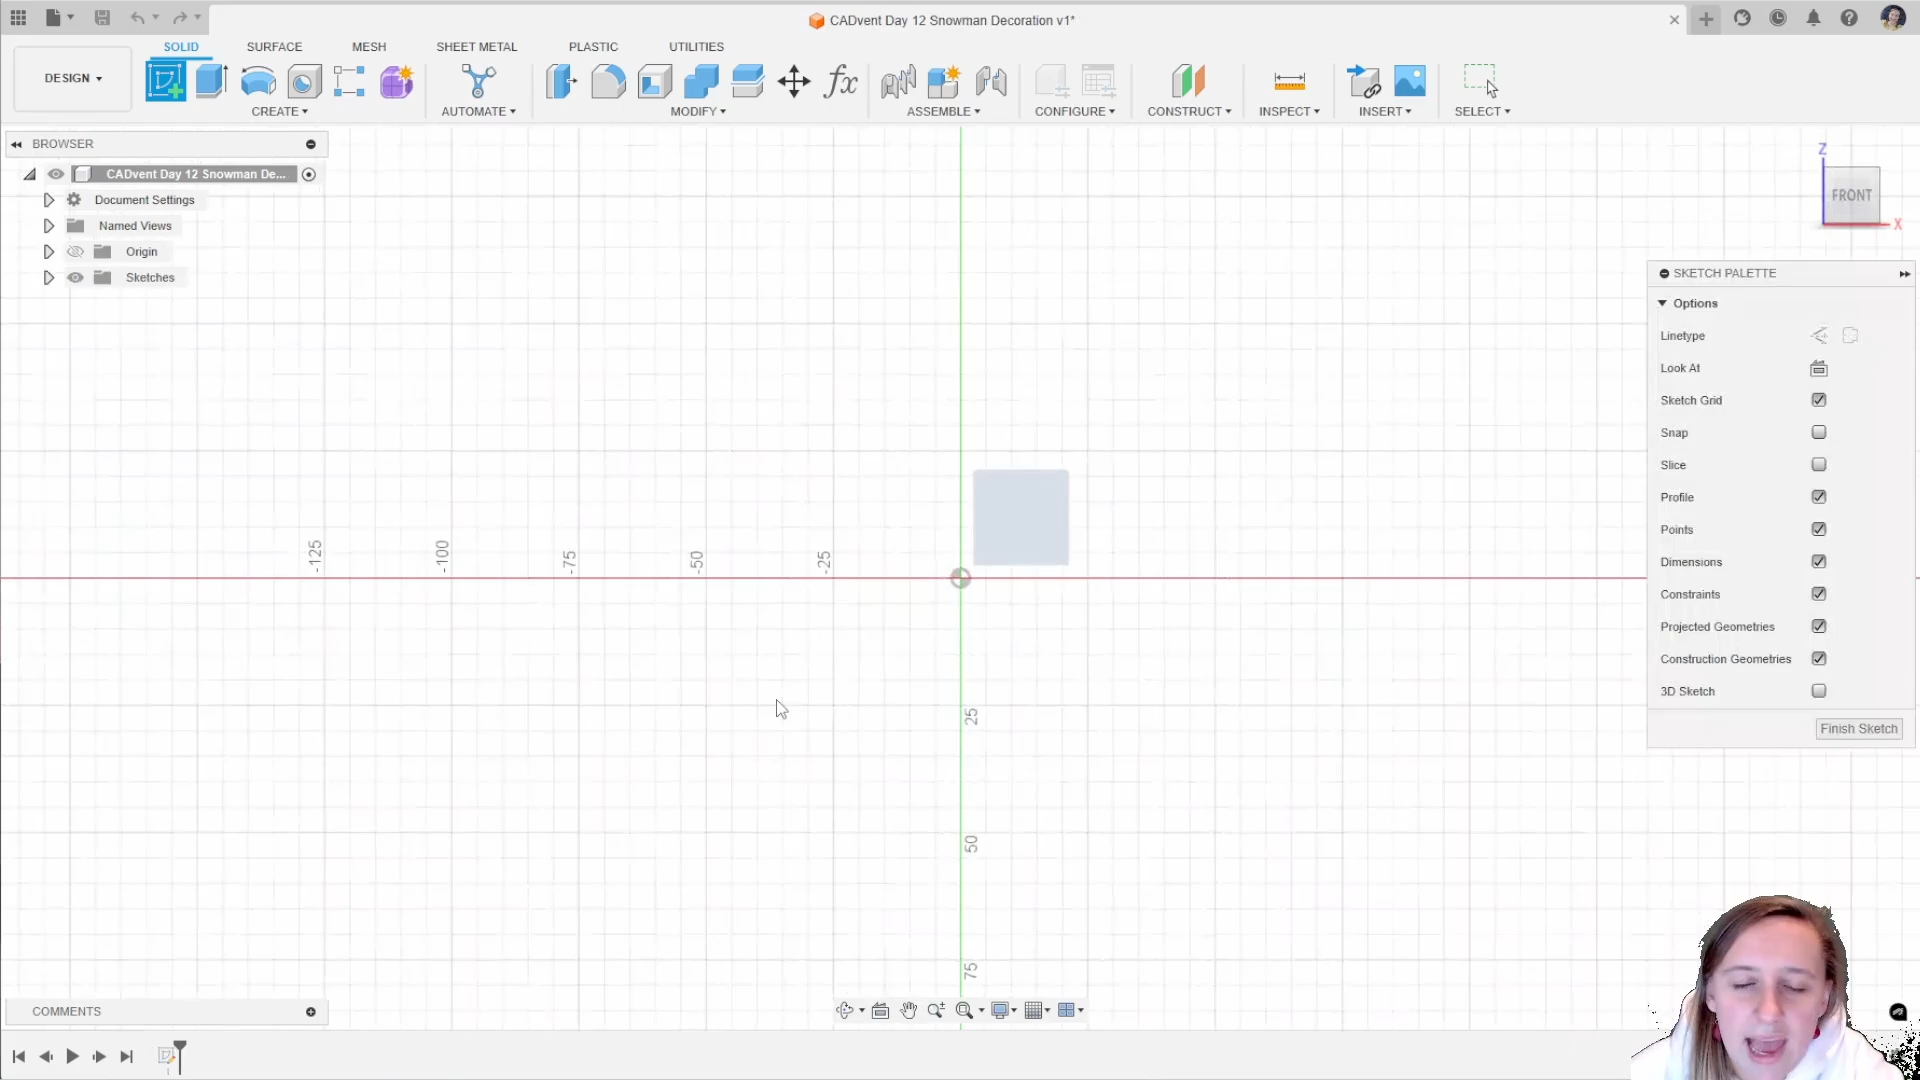 CADvent Day 12 Snowman Decoration v1*
SOLID
SURFACE
MESH
SHEET METAL
PLASTIC
UTILITIES
DESIGN
CREATE
AUTOMATE
MODIFY
ASSEMBLE
CONFIGURE
CONSTRUCT
INSPECT
INSERT
SELECT
fx
BROWSER
CADvent Day 12 Snowman De...
Document Settings
Named Views
Origin
Sketches
Z
FRONT
X
SKETCH PALETTE
Options
Linetype
Look At
Sketch Grid
Snap
Slice
Profile
Points
Dimensions
Constraints
Projected Geometries
Construction Geometries
3D Sketch
Finish Sketch
-125
-100
-75
-50
-25
25
50
75
COMMENTS